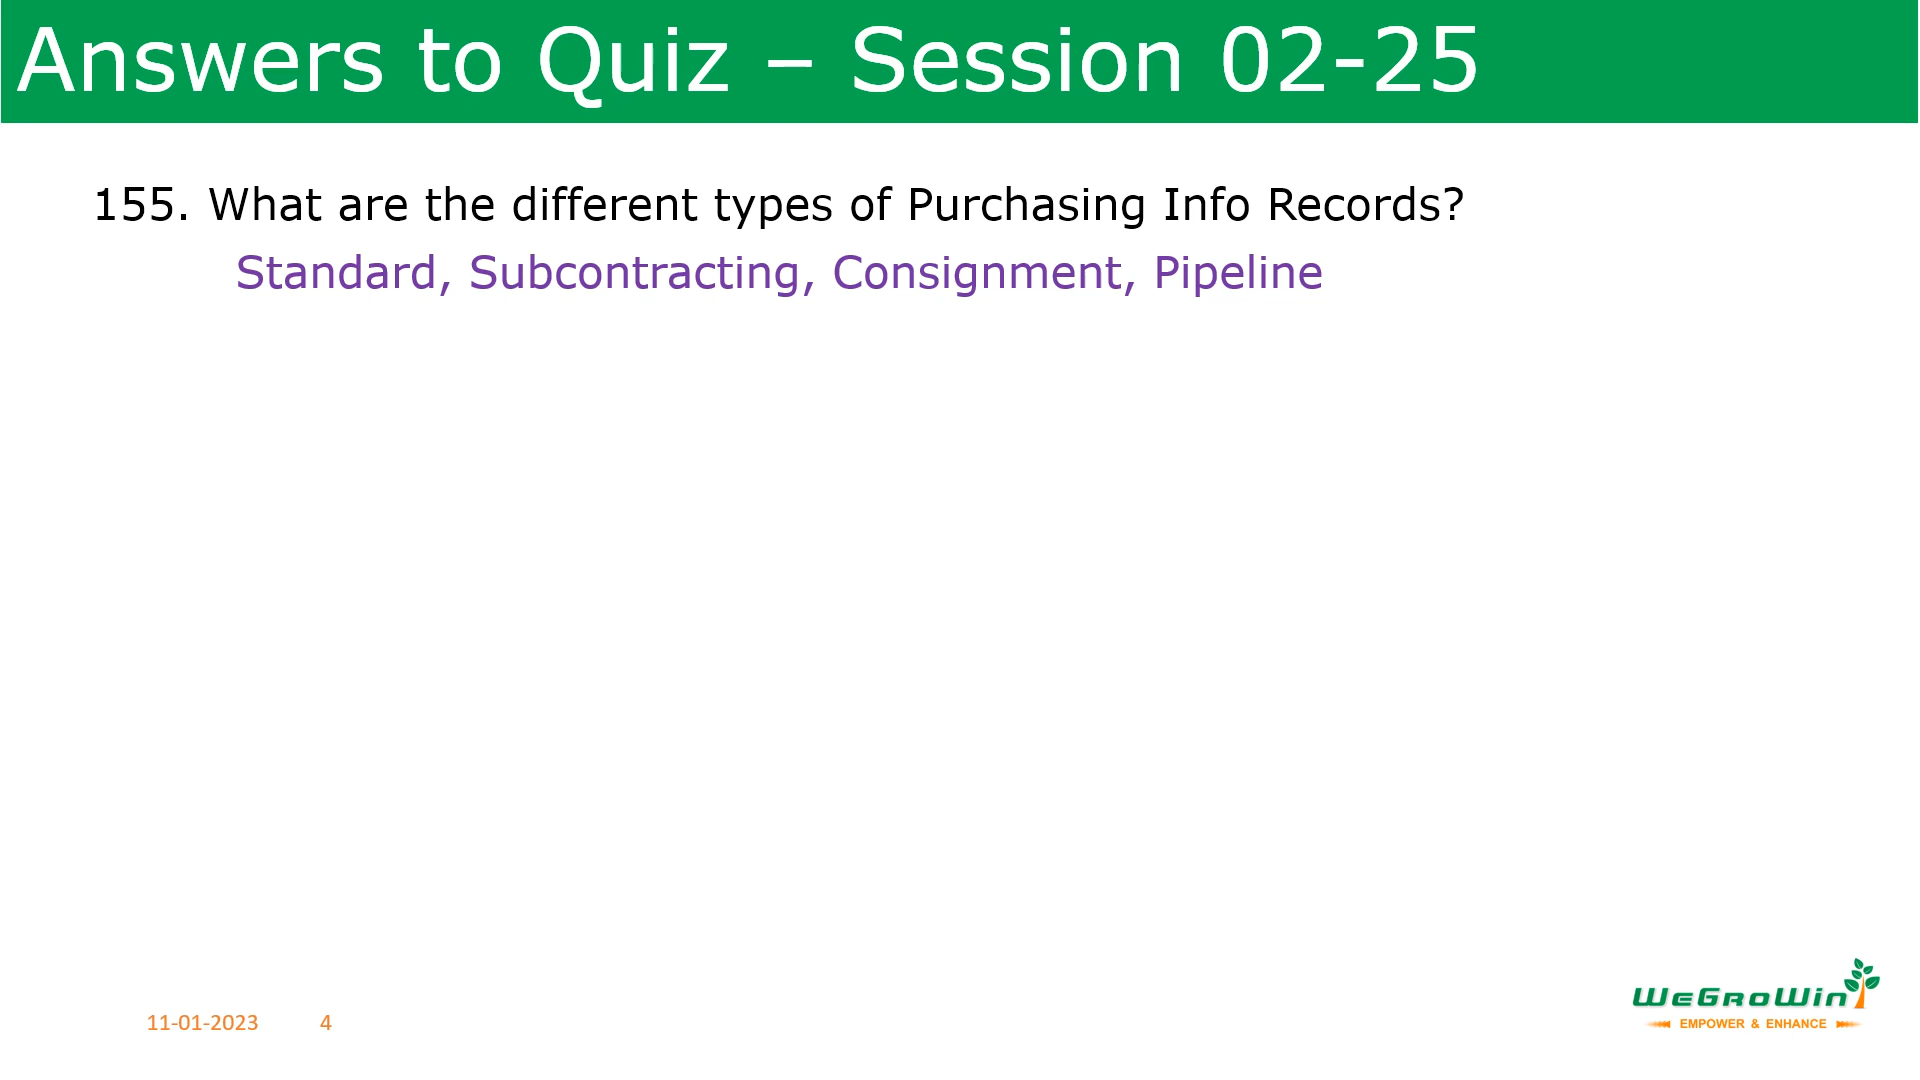 Answers to Quiz – Session 02-25
155. What are the different types of Purchasing Info Records?
Standard, Subcontracting, Consignment, Pipeline
11-01-2023 4
WeGroWin
EMPOWER & ENHANCE